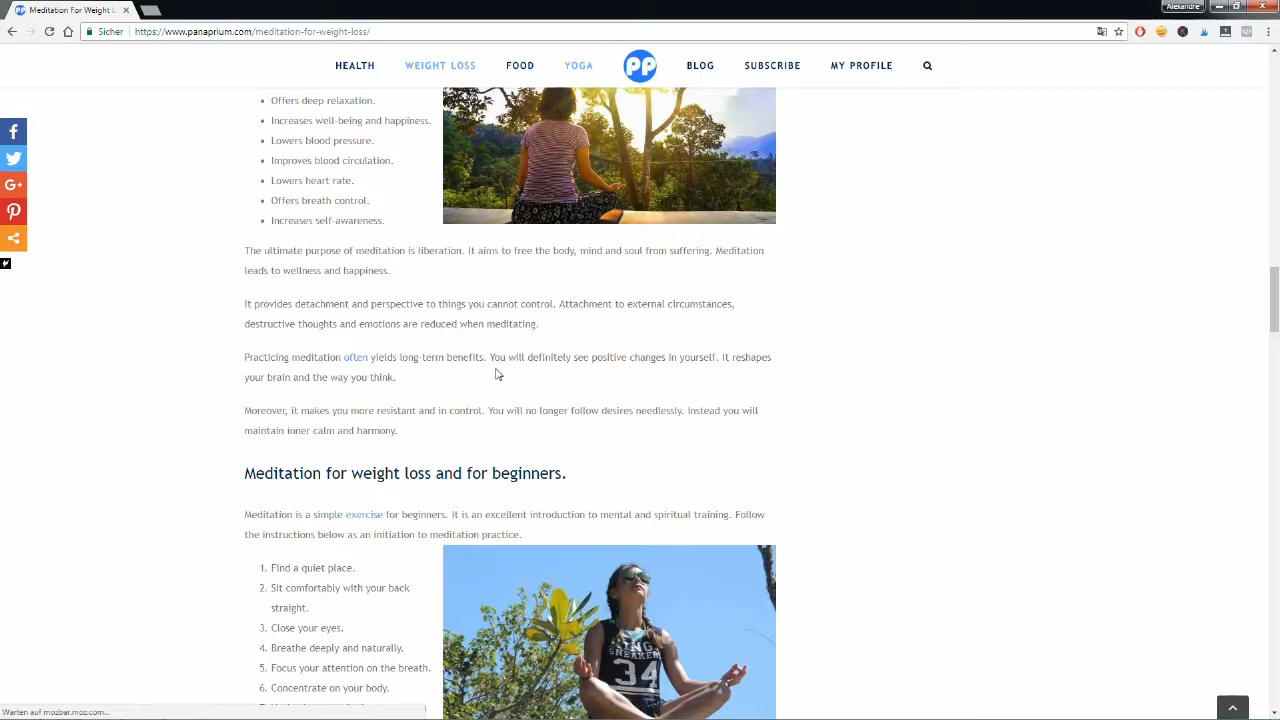 Meditation For Weight L
Alexandre
Sicher
https://www.panaprium.com/meditation-for-weight-loss/
HEALTH WEIGHT LOSS FOOD YOGA PP BLOG SUBSCRIBE MY PROFILE
Offers deep relaxation.
Increases well-being and happiness.
Lowers blood pressure.
Improves blood circulation.
Lowers heart rate.
Offers breath control.
Increases self-awareness.
The ultimate purpose of meditation is liberation. It aims to free the body, mind and soul from suffering. Meditation
leads to wellness and happiness.
It provides detachment and perspective to things you cannot control. Attachment to external circumstances,
destructive thoughts and emotions are reduced when meditating.
Practicing meditation often yields long-term benefits. You will definitely see positive changes in yourself. It reshapes
your brain and the way you think.
Moreover, it makes you more resistant and in control. You will no longer follow desires needlessly. Instead you will
maintain inner calm and harmony.
Meditation for weight loss and for beginners.
Meditation is a simple exercise for beginners. It is an excellent introduction to mental and spiritual training. Follow
the instructions below as an initiation to meditation practice.
1. Find a quiet place.
2. Sit comfortably with your back
straight.
3. Close your eyes.
4. Breathe deeply and naturally.
5. Focus your attention on the breath.
6. Concentrate on your body.
SNEAKER
34
Warten auf mozbar.moz.com...